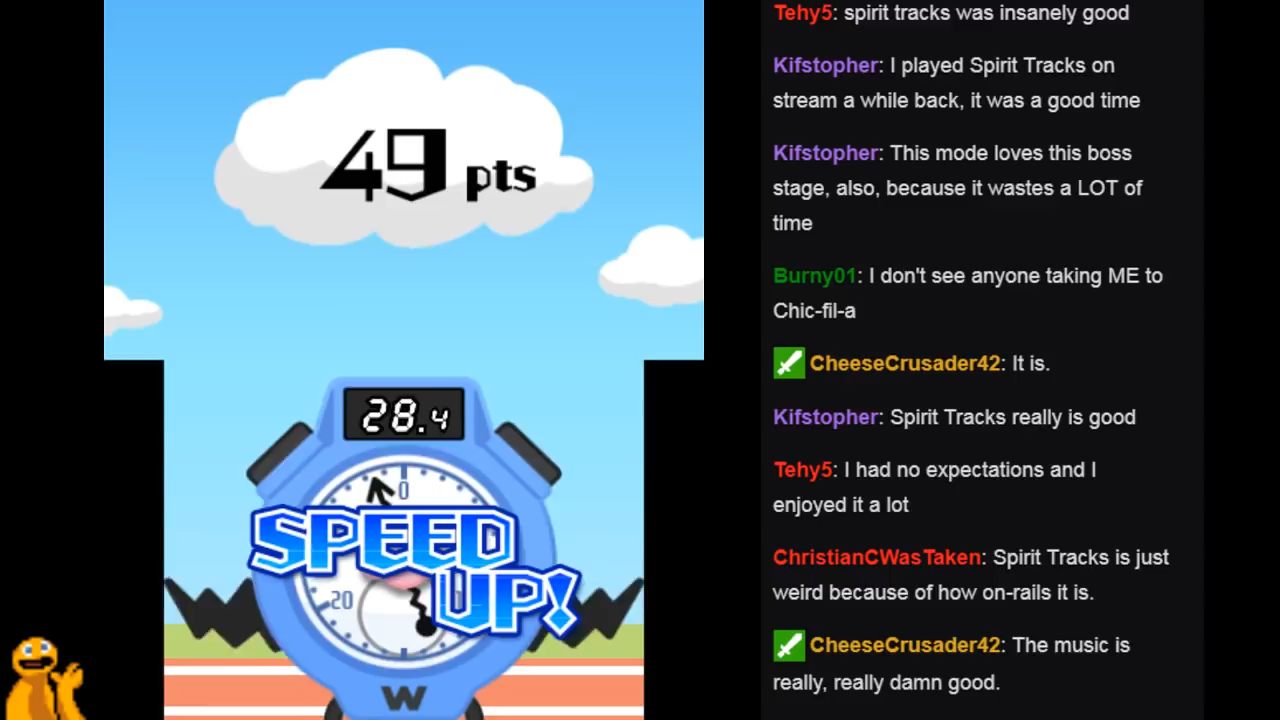 49 pts
28.4
0
20
SPEED
UP!
W
Tehy5: spirit tracks was insanely good
Kifstopher: I played Spirit Tracks on
stream a while back, it was a good time
Kifstopher: This mode loves this boss
stage, also, because it wastes a LOT of
time
Burny01: I don't see anyone taking ME to
Chic-fil-a
CheeseCrusader42: It is.
Kifstopher: Spirit Tracks really is good
Tehy5: I had no expectations and I
enjoyed it a lot
ChristianCWasTaken: Spirit Tracks is just
weird because of how on-rails it is.
CheeseCrusader42: The music is
really, really damn good.